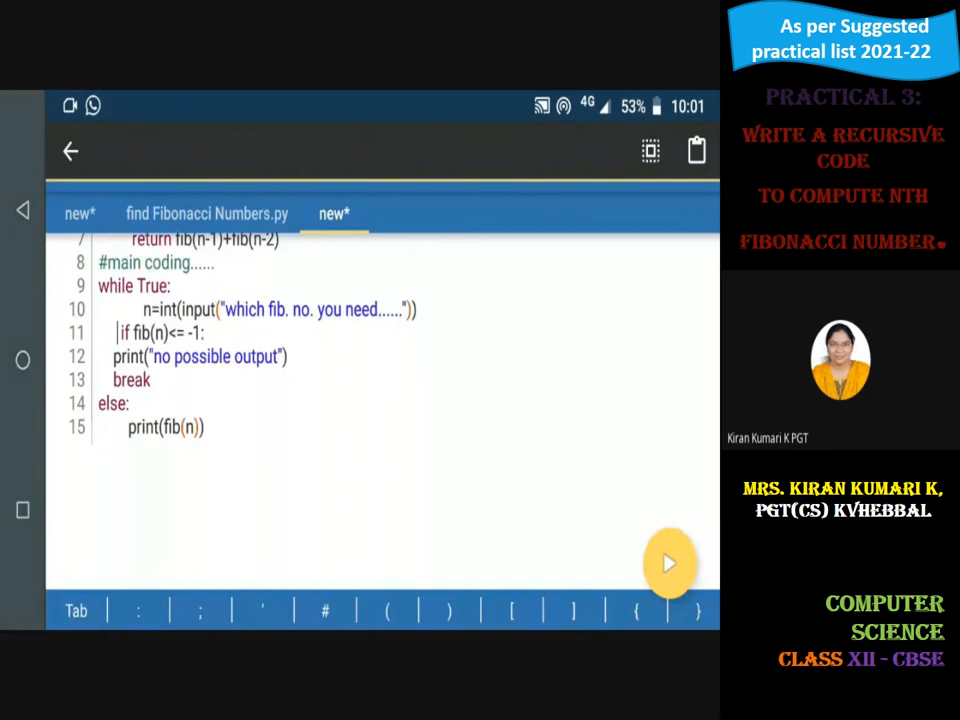 As per Suggested
practical list 2021-22
PRACTICAL 3:
WRITE A RECURSIVE
CODE
TO COMPUTE NTH
FIBONACCI NUMBER.
4G 53% 10:01
new* find Fibonacci Numbers.py new*
7 return fib(n-1)+fib(n-2)
8 #main coding......
9 while True:
10 n=int(input("which fib. no. you need......"))
11 if fib(n)<= -1:
12 print("no possible output")
13 break
14 else:
15 print(fib(n))
Tab : ; ' # ( ) [ ] { }
Kiran Kumari K PGT
MRS. KIRAN KUMARI K,
PGT(CS) KVHEBBAL
COMPUTER
SCIENCE
CLASS XII - CBSE